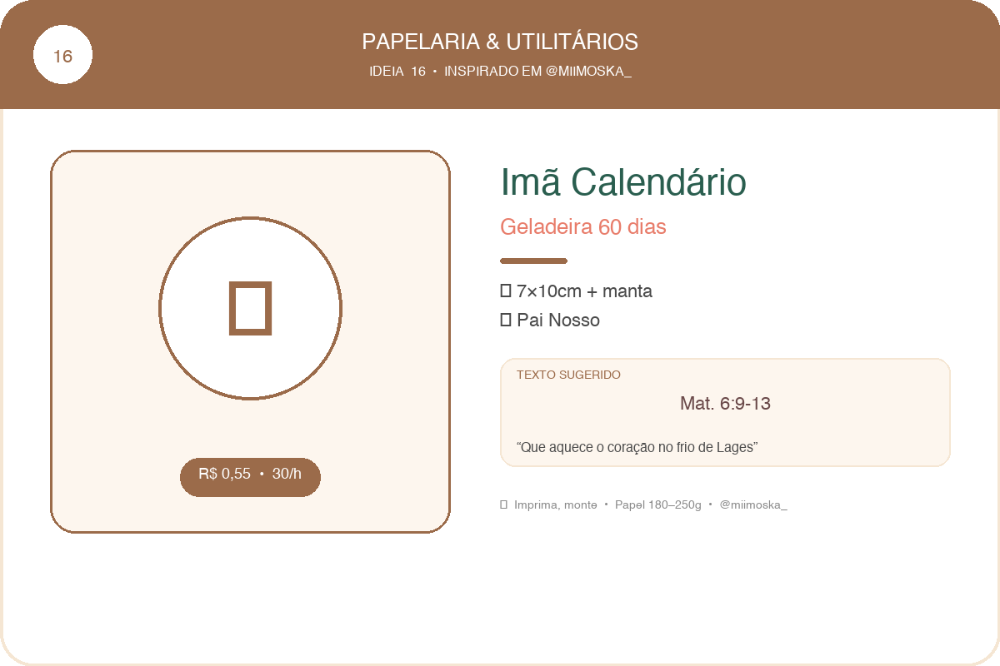 16
PAPELARIA & UTILITÁRIOS
IDEIA 16 • INSPIRADO EM @MIIMOSKA_
Imã Calendário
Geladeira 60 dias
7×10cm + manta
Pai Nosso
TEXTO SUGERIDO
Mat. 6:9-13
“Que aquece o coração no frio de Lages”
R$ 0,55 • 30/h
Imprima, monte • Papel 180–250g • @miimoska_